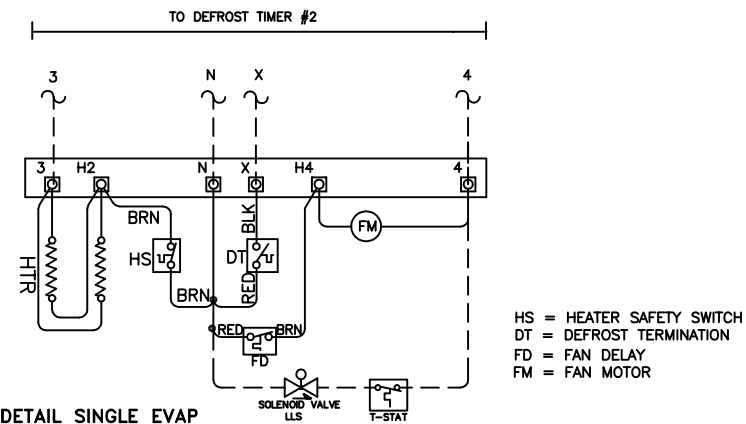 TO DEFROST TIMER #2
3 N X 4
3 H2 N X H4 4
BRN BLK FM
HTR HS DT
BRN RED
RED BRN
FD
HS = HEATER SAFETY SWITCH
DT = DEFROST TERMINATION
FD = FAN DELAY
FM = FAN MOTOR
SOLENOID VALVE
LLS
T-STAT
DETAIL SINGLE EVAP